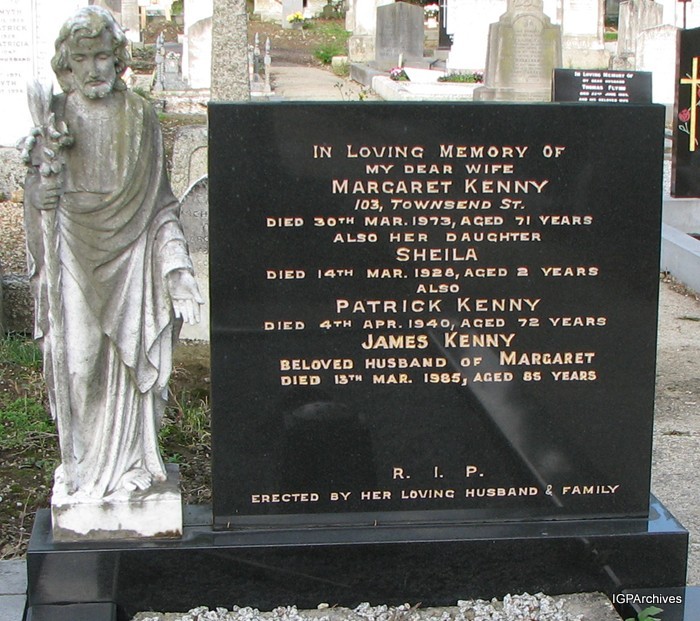 IN LOVING MEMORY OF
MY DEAR WIFE
MARGARET KENNY
103, TOWNSEND ST.
DIED 30TH MAR. 1973, AGED 71 YEARS
ALSO HER DAUGHTER
SHEILA
DIED 14TH MAR. 1928, AGED 2 YEARS
ALSO
PATRICK KENNY
DIED 4TH APR. 1940, AGED 72 YEARS
JAMES KENNY
BELOVED HUSBAND OF MARGARET
DIED 13TH MAR. 1985, AGED 85 YEARS
R. I. P.
ERECTED BY HER LOVING HUSBAND & FAMILY
IN LOVING MEMORY OF
THOMAS FLYNN
IGPArchives